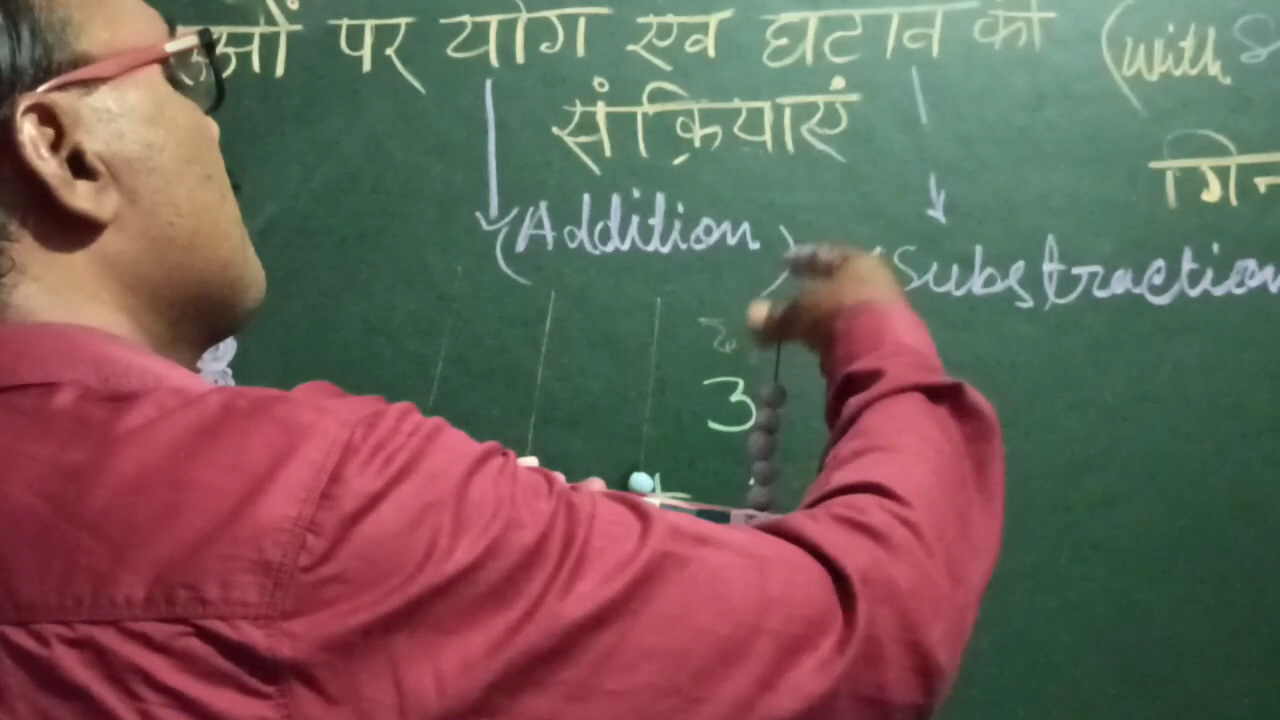 ओं पर योग एव घटाव की (with
संक्रियाएं
गिन
(Addition) (Substraction
3